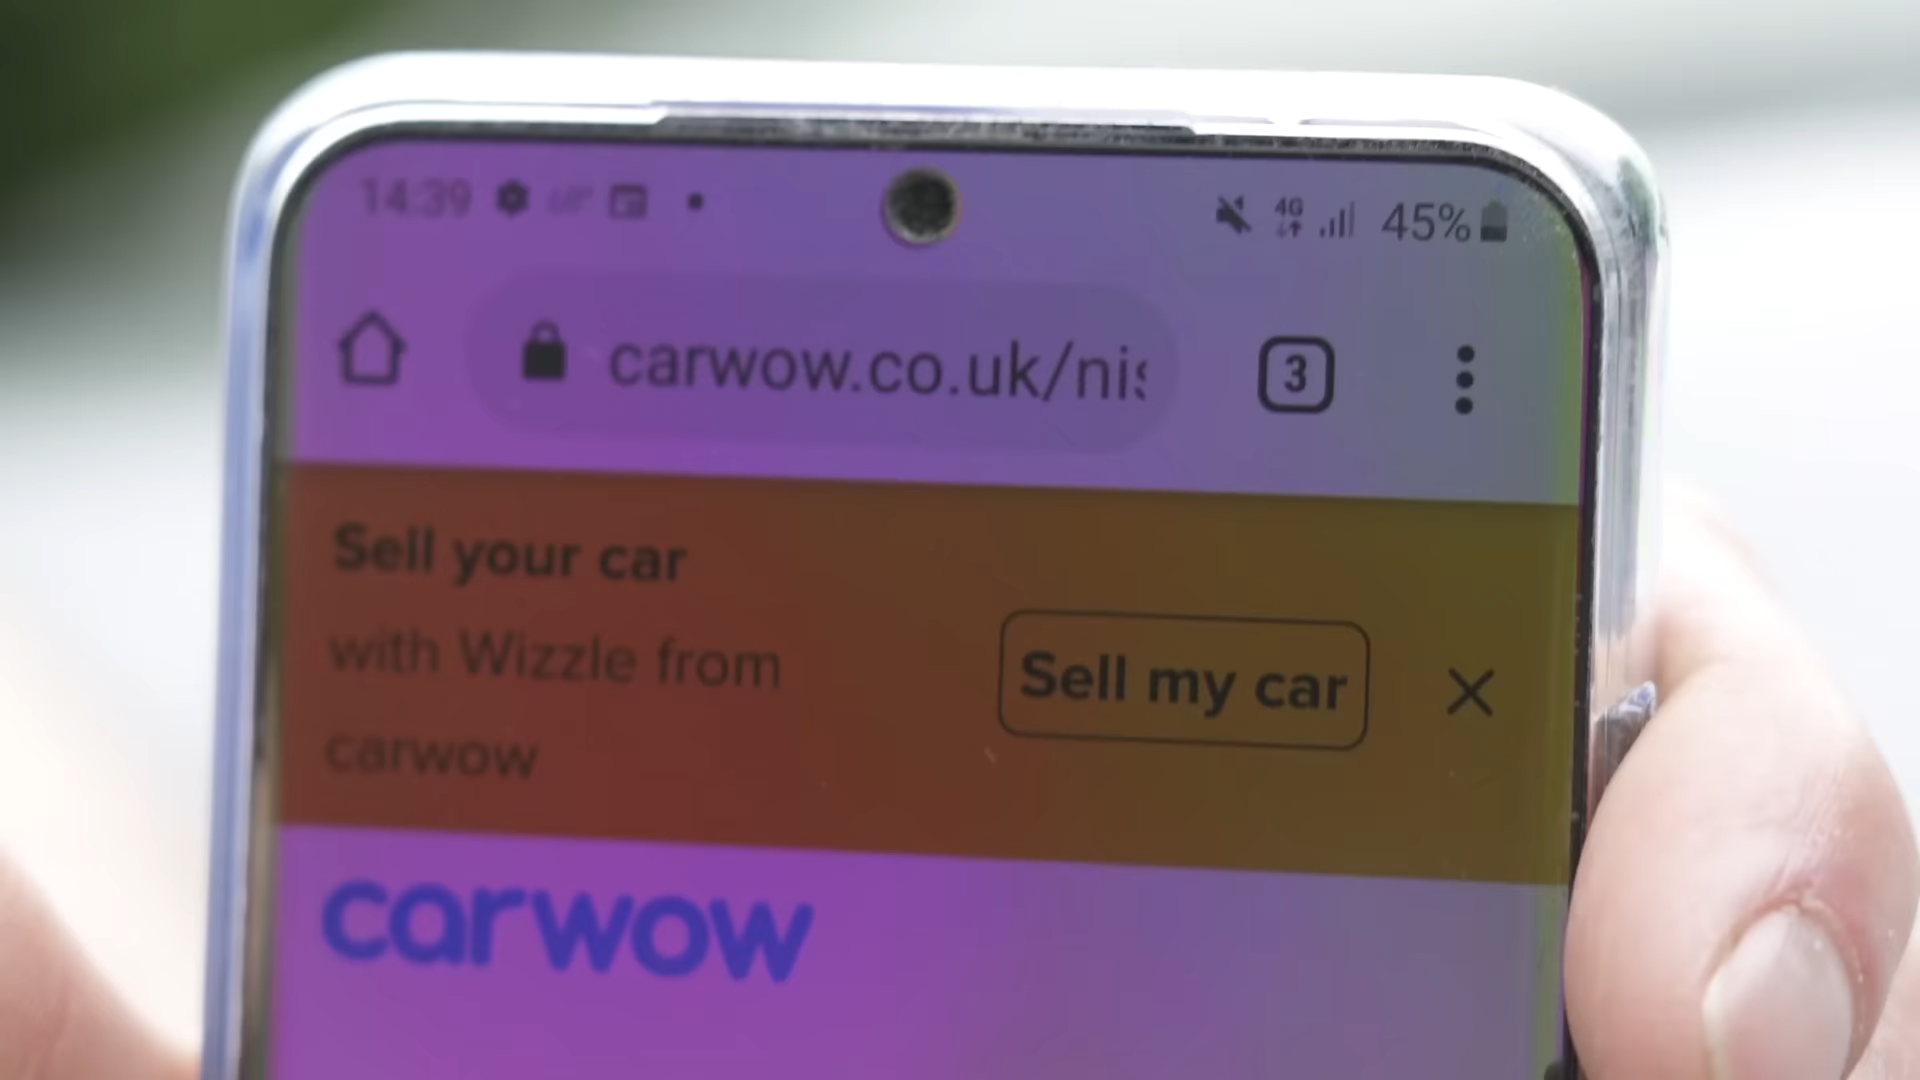 14:39
4G 45%
carwow.co.uk/nis
3
Sell your car
with Wizzle from
carwow
Sell my car
carwow